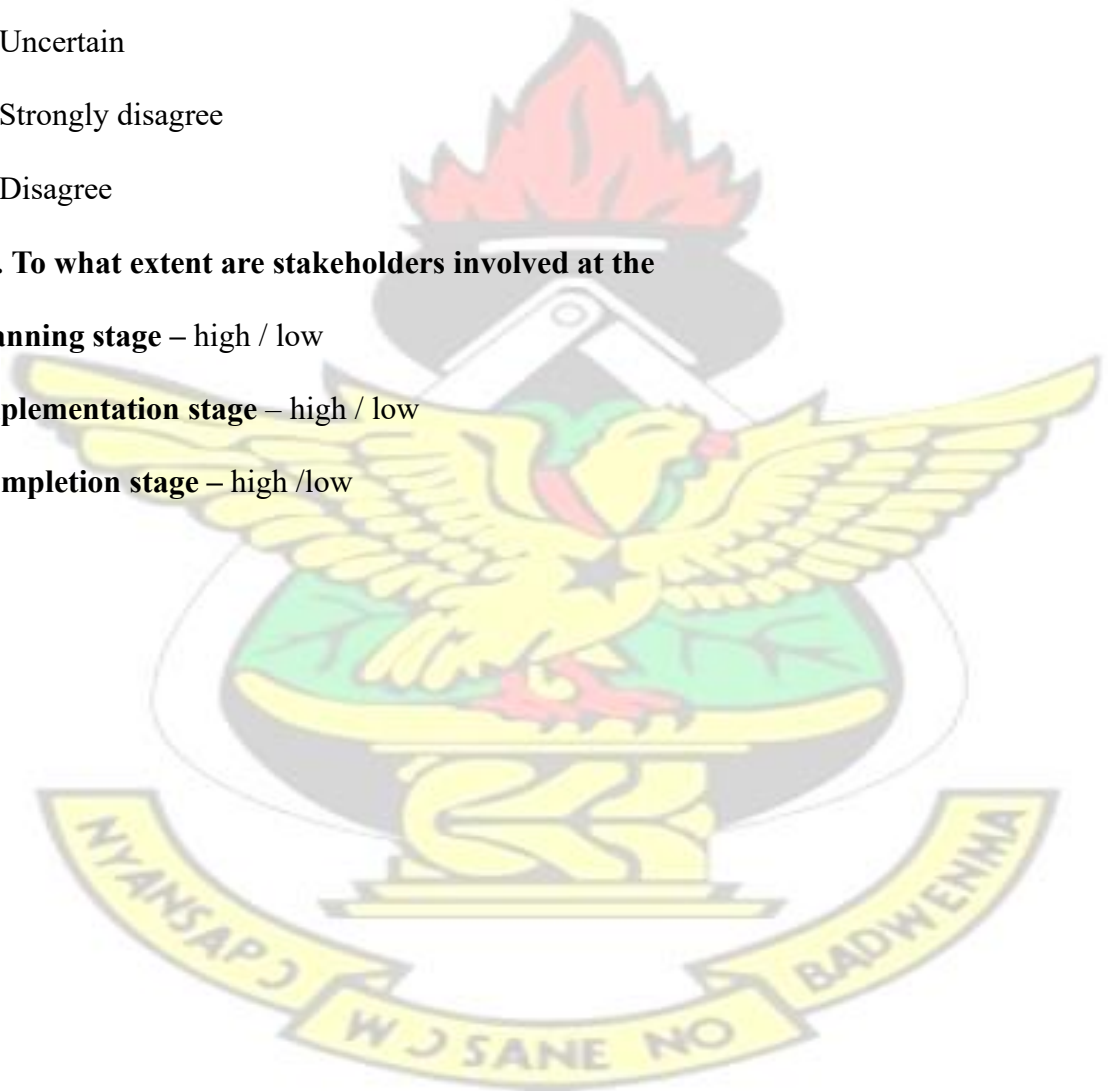 Uncertain
Strongly disagree
Disagree
. To what extent are stakeholders involved at the
anning stage – high / low
plementation stage – high / low
mpletion stage – high /low
NYANSAPƆ WƆ SANE NO BADWENMA